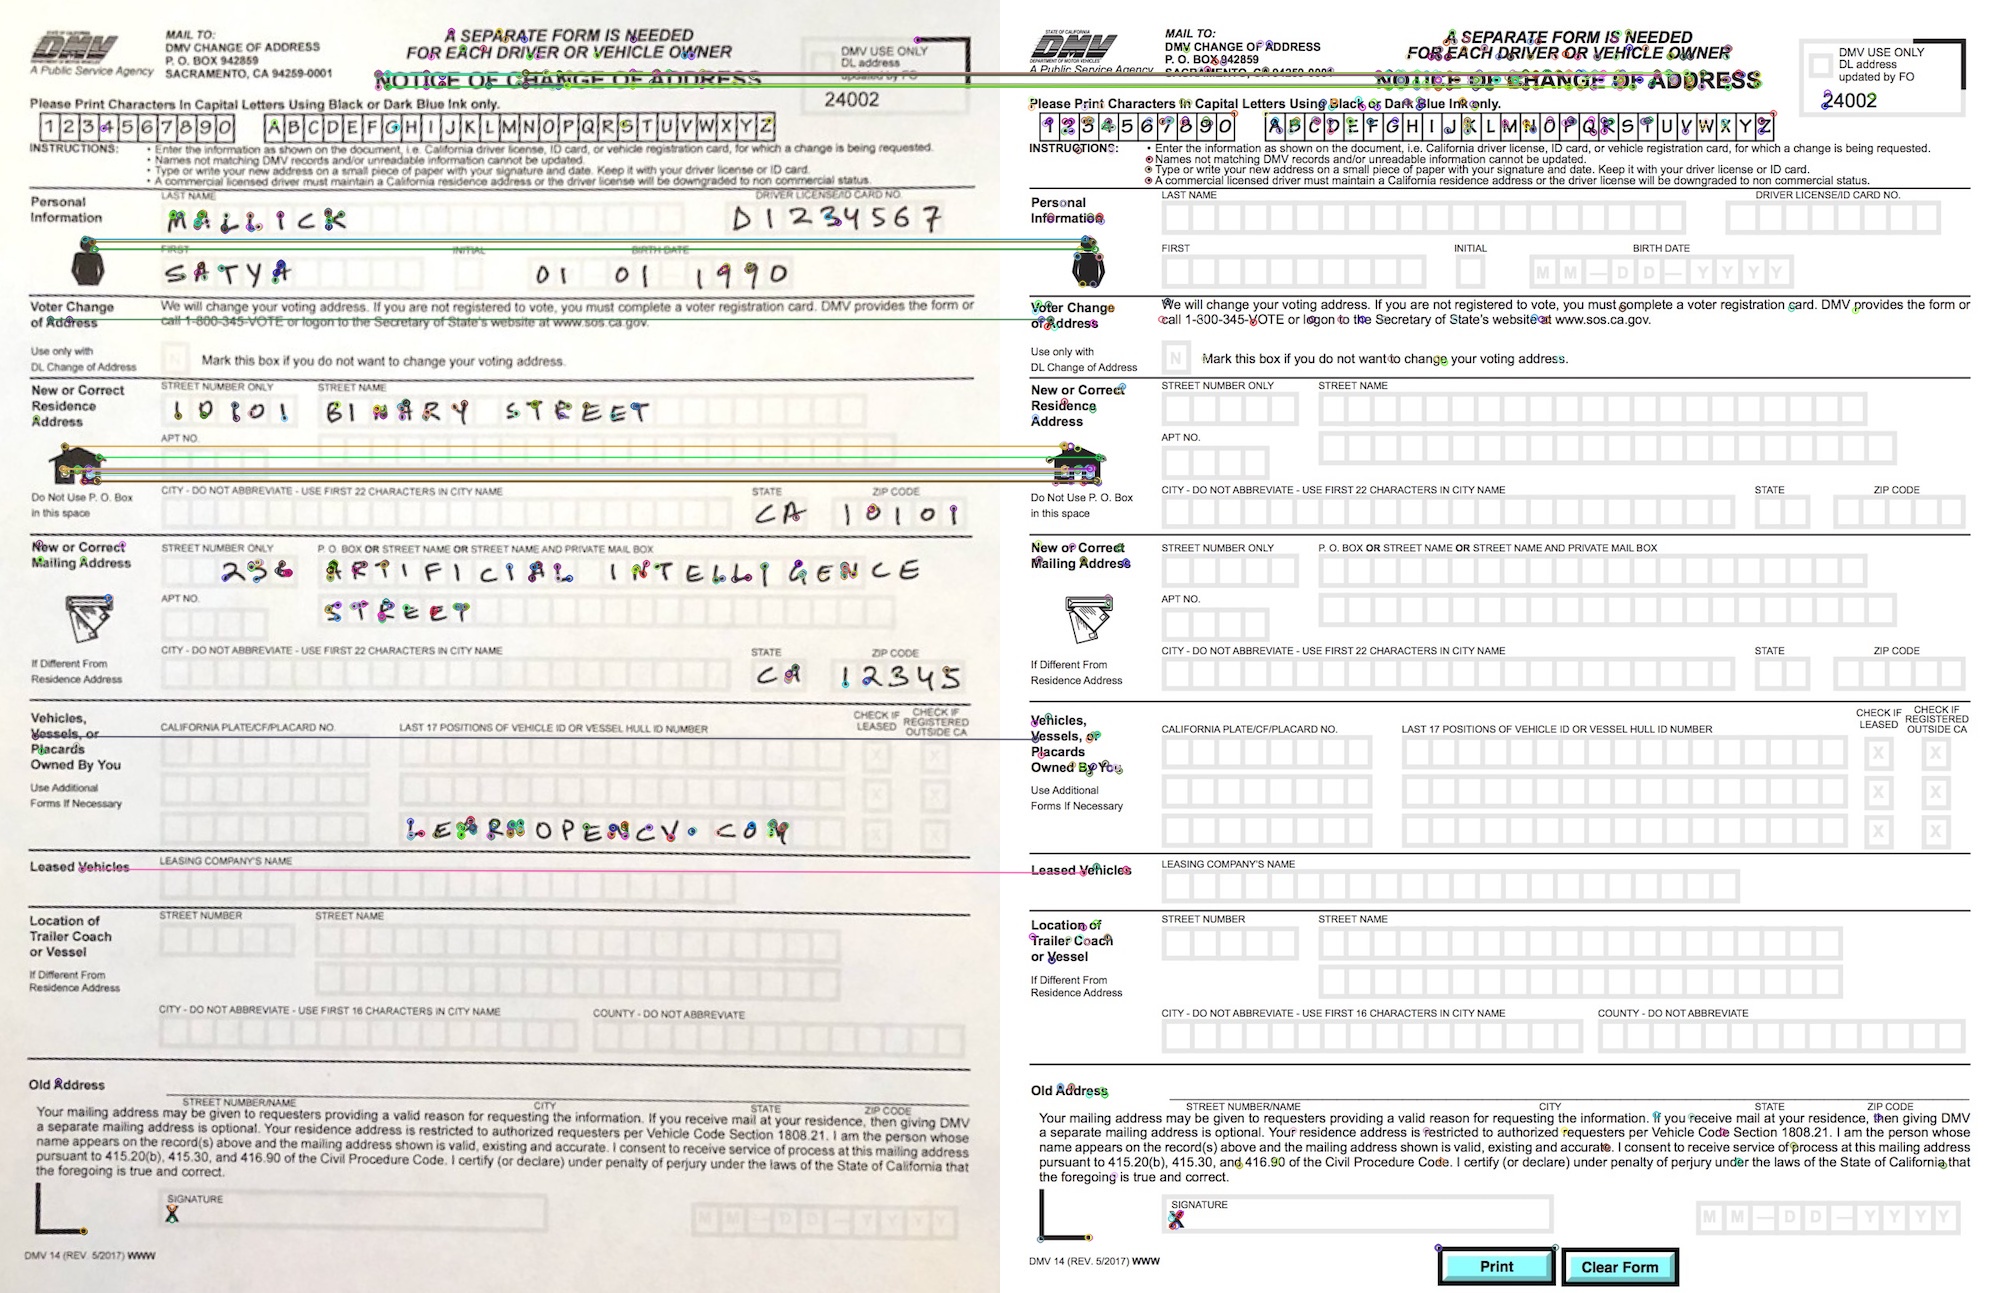 STATE OF CALIFORNIA
DMV
A Public Service Agency
MAIL TO:
DMV CHANGE OF ADDRESS
P. O. BOX 942859
SACRAMENTO, CA 94259-0001
A SEPARATE FORM IS NEEDED
FOR EACH DRIVER OR VEHICLE OWNER
NOTICE OF CHANGE OF ADDRESS
DMV USE ONLY
DL address
updated by FO
24002
Please Print Characters In Capital Letters Using Black or Dark Blue Ink only.
1 2 3 4 5 6 7 8 9 0 A B C D E F G H I J K L M N O P Q R S T U V W X Y Z
INSTRUCTIONS: • Enter the information as shown on the document, i.e. California driver license, ID card, or vehicle registration card, for which a change is being requested.
• Names not matching DMV records and/or unreadable information cannot be updated.
• Type or write your new address on a small piece of paper with your signature and date. Keep it with your driver license or ID card.
• A commercial licensed driver must maintain a California residence address or the driver license will be downgraded to non commercial status.
Personal
Information
LAST NAME DRIVER LICENSE/ID CARD NO.
MALLICK D1234567
FIRST INITIAL BIRTH DATE
SATYA 01 01 1990
Voter Change
of Address
We will change your voting address. If you are not registered to vote, you must complete a voter registration card. DMV provides the form or
call 1-800-345-VOTE or logon to the Secretary of State's website at www.sos.ca.gov.
Use only with
DL Change of Address
N Mark this box if you do not want to change your voting address.
New or Correct
Residence
Address
STREET NUMBER ONLY STREET NAME
10101 BINARY STREET
APT NO.
Do Not Use P. O. Box
in this space
CITY - DO NOT ABBREVIATE - USE FIRST 22 CHARACTERS IN CITY NAME STATE ZIP CODE
CA 10101
New or Correct
Mailing Address
STREET NUMBER ONLY P. O. BOX OR STREET NAME OR STREET NAME AND PRIVATE MAIL BOX
256 ARTIFICIAL INTELLIGENCE
APT NO.
STREET
If Different From
Residence Address
CITY - DO NOT ABBREVIATE - USE FIRST 22 CHARACTERS IN CITY NAME STATE ZIP CODE
CA 12345
Vehicles,
Vessels, or
Placards
Owned By You
Use Additional
Forms If Necessary
CALIFORNIA PLATE/CF/PLACARD NO. LAST 17 POSITIONS OF VEHICLE ID OR VESSEL HULL ID NUMBER CHECK IF LEASED CHECK IF REGISTERED OUTSIDE CA
X X
X X
LEARNOPENCV.COM X X
Leased Vehicles
LEASING COMPANY'S NAME
Location of
Trailer Coach
or Vessel
If Different From
Residence Address
STREET NUMBER STREET NAME
CITY - DO NOT ABBREVIATE - USE FIRST 16 CHARACTERS IN CITY NAME COUNTY - DO NOT ABBREVIATE
Old Address
STREET NUMBER/NAME CITY STATE ZIP CODE
Your mailing address may be given to requesters providing a valid reason for requesting the information. If you receive mail at your residence, then giving DMV
a separate mailing address is optional. Your residence address is restricted to authorized requesters per Vehicle Code Section 1808.21. I am the person whose
name appears on the record(s) above and the mailing address shown is valid, existing and accurate. I consent to receive service of process at this mailing address
pursuant to 415.20(b), 415.30, and 416.90 of the Civil Procedure Code. I certify (or declare) under penalty of perjury under the laws of the State of California that
the foregoing is true and correct.
SIGNATURE
X
MM—DD—YYYY
DMV 14 (REV. 5/2017) WWW
STATE OF CALIFORNIA
DMV
DEPARTMENT OF MOTOR VEHICLES
A Public Service Agency
MAIL TO:
DMV CHANGE OF ADDRESS
P. O. BOX 942859
SACRAMENTO, CA 94259-0001
A SEPARATE FORM IS NEEDED
FOR EACH DRIVER OR VEHICLE OWNER
NOTICE OF CHANGE OF ADDRESS
DMV USE ONLY
DL address
updated by FO
24002
Please Print Characters In Capital Letters Using Black or Dark Blue Ink only.
1 2 3 4 5 6 7 8 9 0 A B C D E F G H I J K L M N O P Q R S T U V W X Y Z
INSTRUCTIONS: • Enter the information as shown on the document, i.e. California driver license, ID card, or vehicle registration card, for which a change is being requested.
• Names not matching DMV records and/or unreadable information cannot be updated.
• Type or write your new address on a small piece of paper with your signature and date. Keep it with your driver license or ID card.
• A commercial licensed driver must maintain a California residence address or the driver license will be downgraded to non commercial status.
Personal
Information
LAST NAME DRIVER LICENSE/ID CARD NO.
FIRST INITIAL BIRTH DATE
MM—DD—YYYY
Voter Change
of Address
We will change your voting address. If you are not registered to vote, you must complete a voter registration card. DMV provides the form or
call 1-800-345-VOTE or logon to the Secretary of State's website at www.sos.ca.gov.
Use only with
DL Change of Address
N Mark this box if you do not want to change your voting address.
New or Correct
Residence
Address
STREET NUMBER ONLY STREET NAME
APT NO.
Do Not Use P. O. Box
in this space
CITY - DO NOT ABBREVIATE - USE FIRST 22 CHARACTERS IN CITY NAME STATE ZIP CODE
New or Correct
Mailing Address
STREET NUMBER ONLY P. O. BOX OR STREET NAME OR STREET NAME AND PRIVATE MAIL BOX
APT NO.
If Different From
Residence Address
CITY - DO NOT ABBREVIATE - USE FIRST 22 CHARACTERS IN CITY NAME STATE ZIP CODE
Vehicles,
Vessels, or
Placards
Owned By You
Use Additional
Forms If Necessary
CALIFORNIA PLATE/CF/PLACARD NO. LAST 17 POSITIONS OF VEHICLE ID OR VESSEL HULL ID NUMBER CHECK IF LEASED CHECK IF REGISTERED OUTSIDE CA
X X
X X
X X
Leased Vehicles
LEASING COMPANY'S NAME
Location of
Trailer Coach
or Vessel
If Different From
Residence Address
STREET NUMBER STREET NAME
CITY - DO NOT ABBREVIATE - USE FIRST 16 CHARACTERS IN CITY NAME COUNTY - DO NOT ABBREVIATE
Old Address
STREET NUMBER/NAME CITY STATE ZIP CODE
Your mailing address may be given to requesters providing a valid reason for requesting the information. If you receive mail at your residence, then giving DMV
a separate mailing address is optional. Your residence address is restricted to authorized requesters per Vehicle Code Section 1808.21. I am the person whose
name appears on the record(s) above and the mailing address shown is valid, existing and accurate. I consent to receive service of process at this mailing address
pursuant to 415.20(b), 415.30, and 416.90 of the Civil Procedure Code. I certify (or declare) under penalty of perjury under the laws of the State of California that
the foregoing is true and correct.
SIGNATURE
X
MM—DD—YYYY
DMV 14 (REV. 5/2017) WWW
Print Clear Form